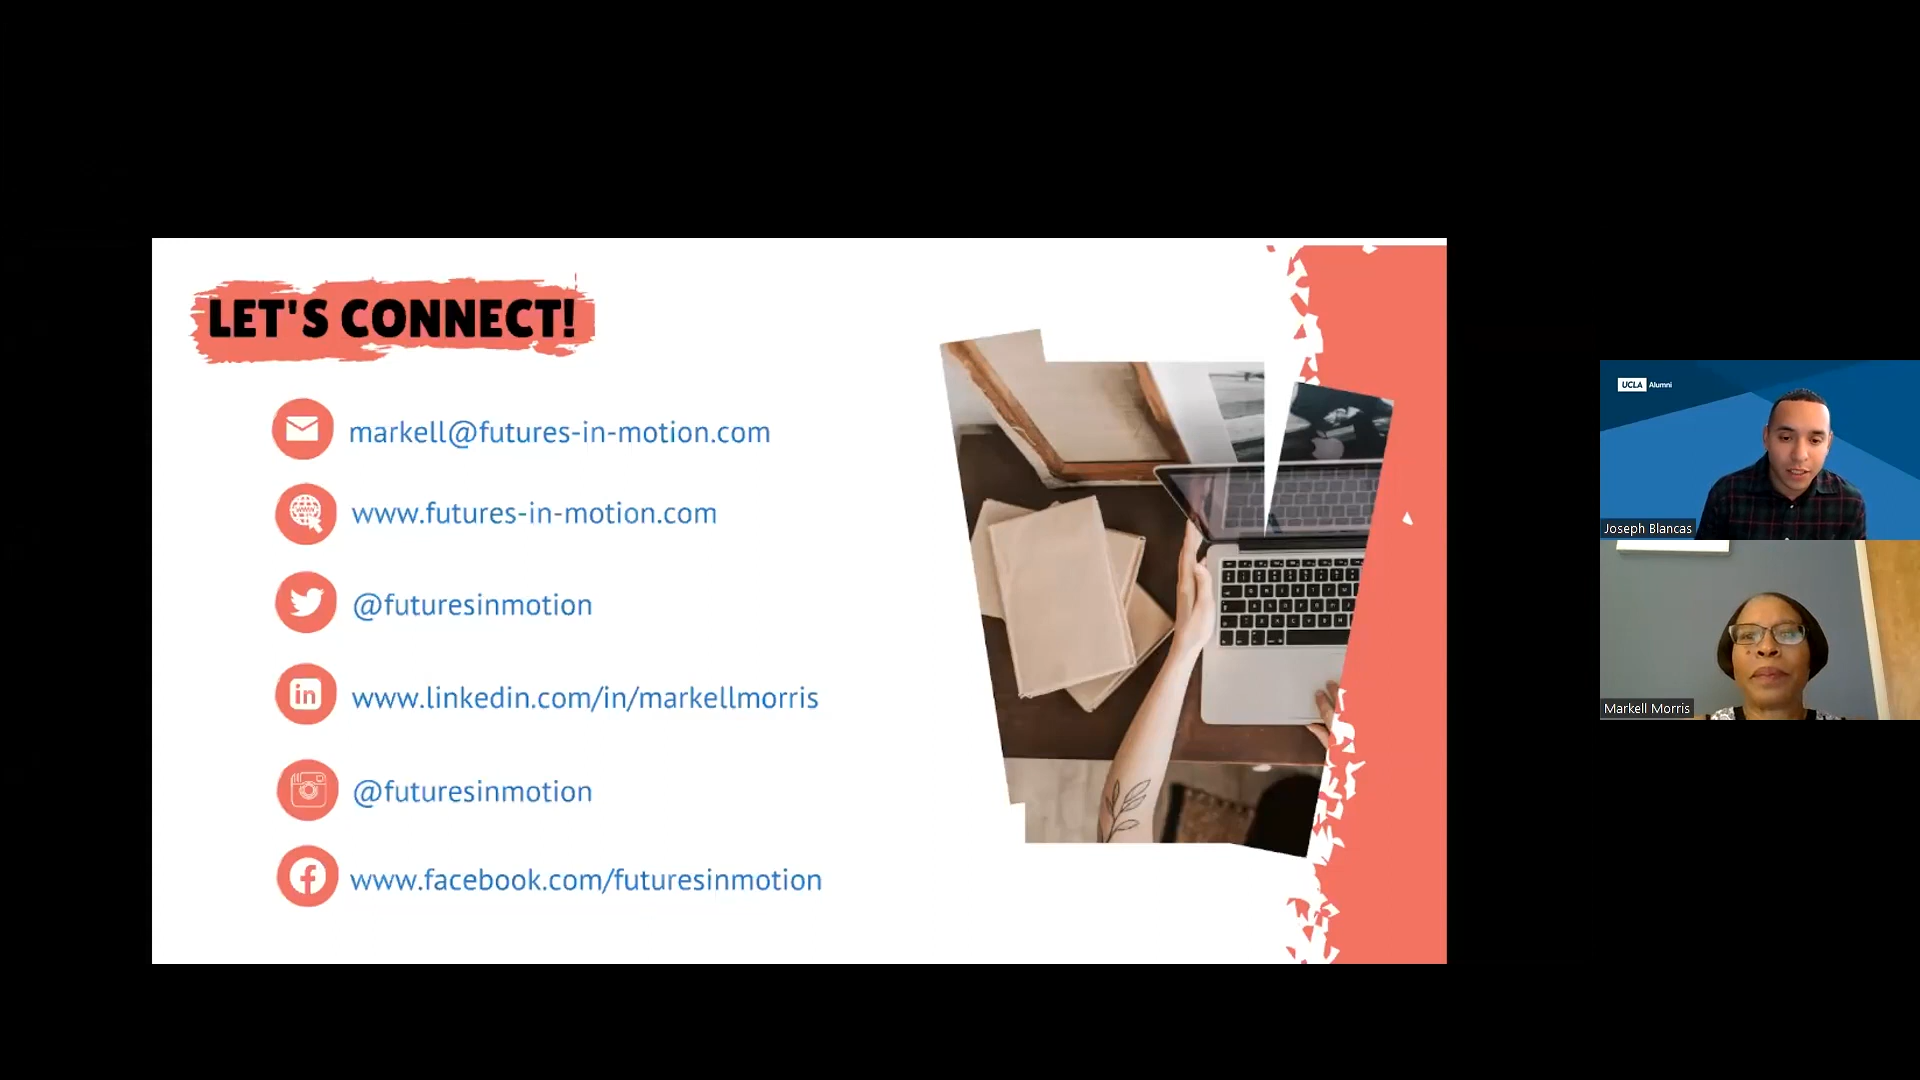 LET'S CONNECT!
markell@futures-in-motion.com
www.futures-in-motion.com
@futuresinmotion
www.linkedin.com/in/markellmorris
@futuresinmotion
www.facebook.com/futuresinmotion
UCLA Alumni
Joseph Blancas
Markell Morris